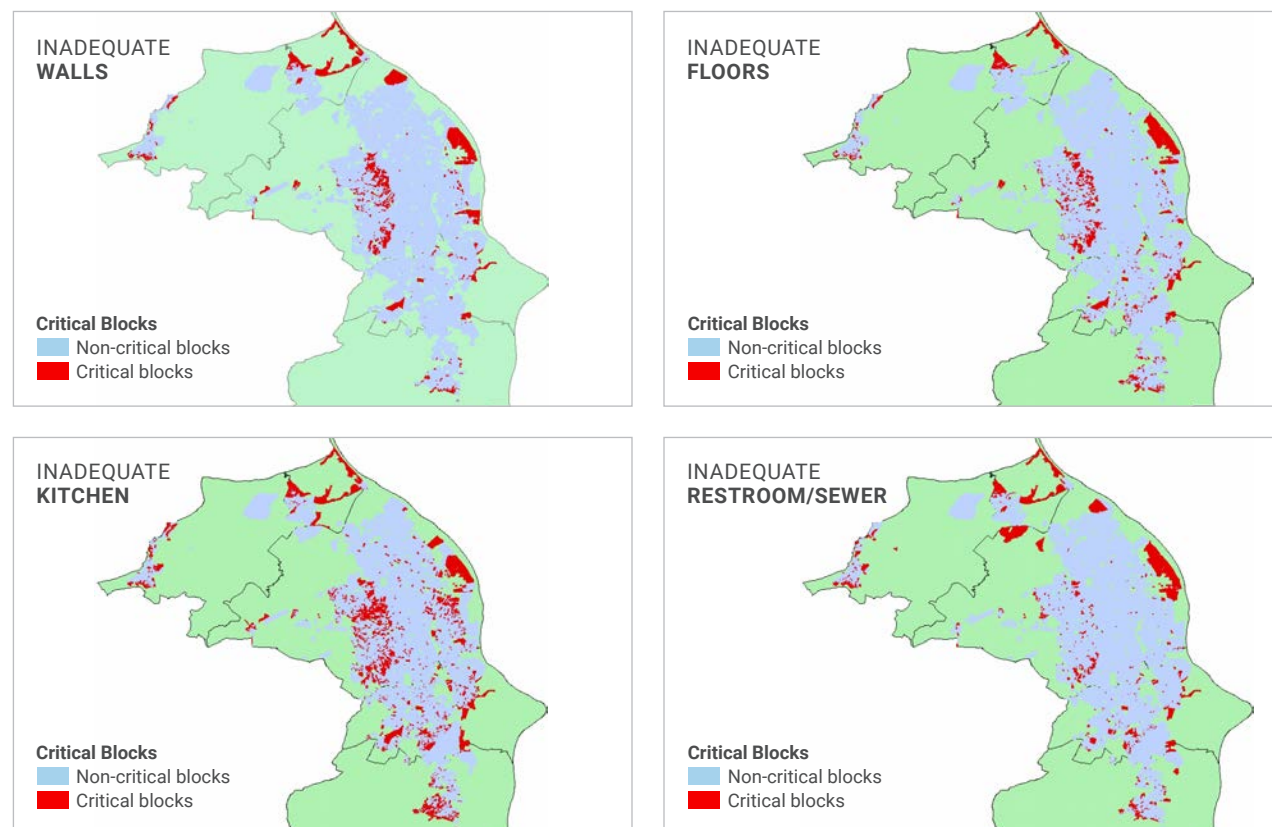 INADEQUATE
WALLS
Critical Blocks
Non-critical blocks
Critical blocks
INADEQUATE
FLOORS
Critical Blocks
Non-critical blocks
Critical blocks
INADEQUATE
KITCHEN
Critical Blocks
Non-critical blocks
Critical blocks
INADEQUATE
RESTROOM/SEWER
Critical Blocks
Non-critical blocks
Critical blocks